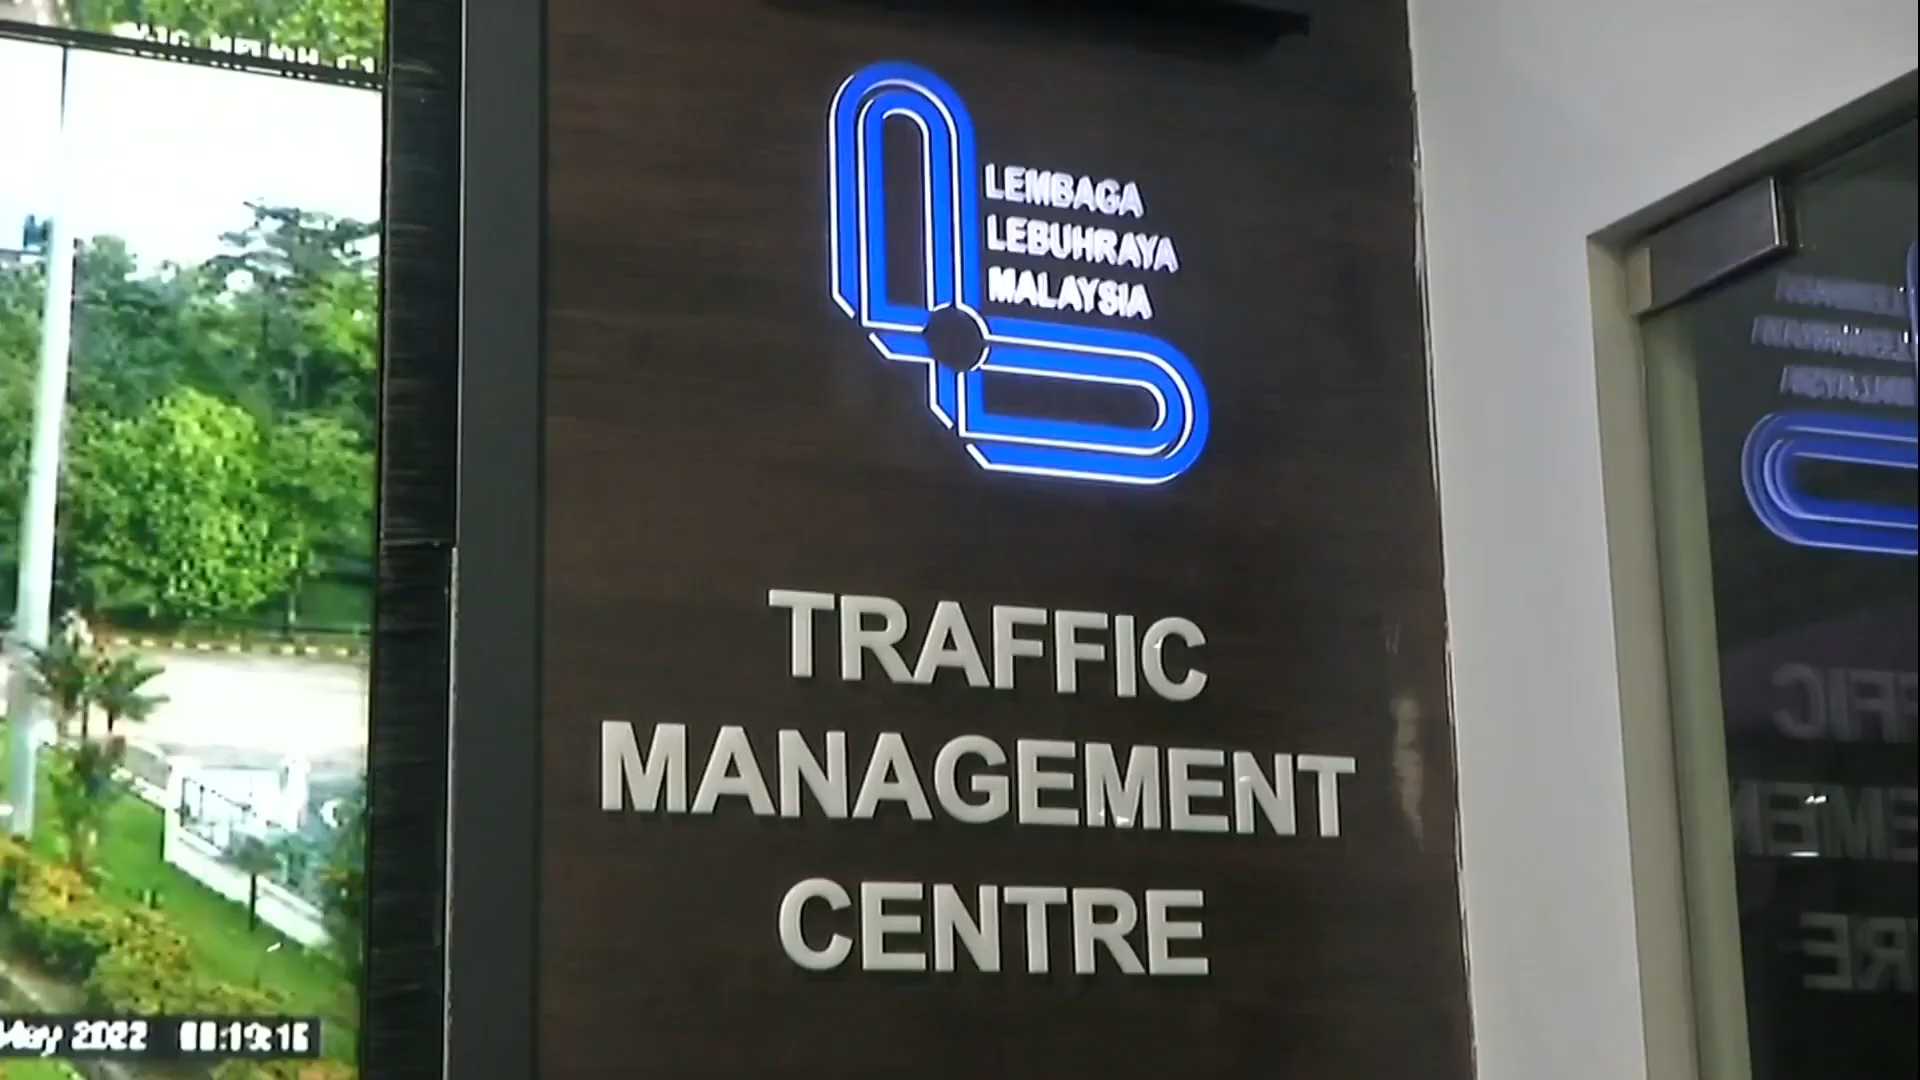 LEMBAGA
LEBUHRAYA
MALAYSIA
TRAFFIC
MANAGEMENT
CENTRE
May 2022